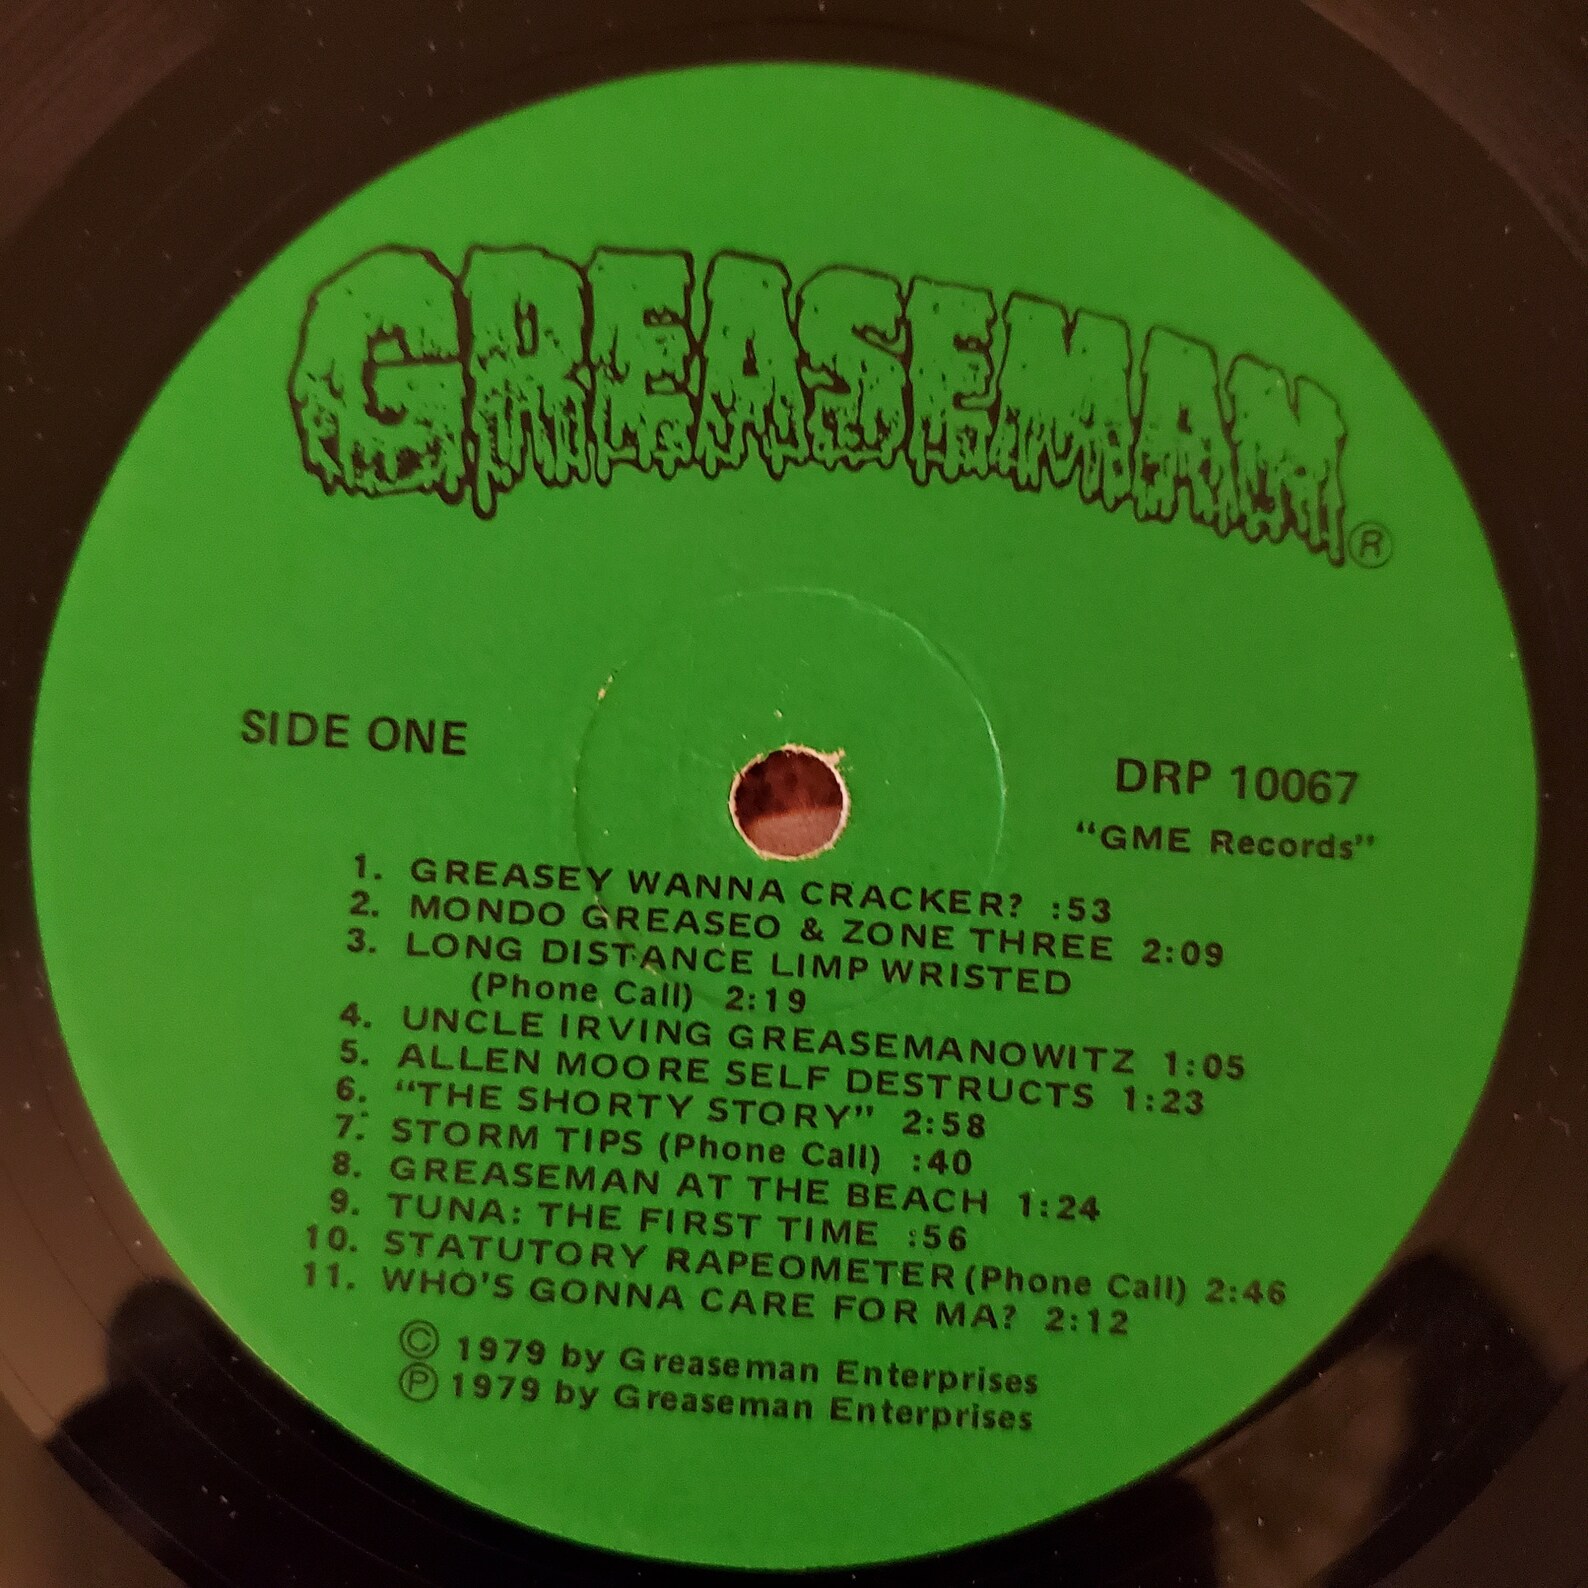 GREASEMAN®
SIDE ONE
DRP 10067
"GME Records"
1. GREASEY WANNA CRACKER? :53
2. MONDO GREASEO & ZONE THREE 2:09
3. LONG DISTANCE LIMP WRISTED
(Phone Call) 2:19
4. UNCLE IRVING GREASEMANOWITZ 1:05
5. ALLEN MOORE SELF DESTRUCTS 1:23
6. "THE SHORTY STORY" 2:58
7. STORM TIPS (Phone Call) :40
8. GREASEMAN AT THE BEACH 1:24
9. TUNA: THE FIRST TIME :56
10. STATUTORY RAPEOMETER (Phone Call) 2:46
11. WHO'S GONNA CARE FOR MA? 2:12
© 1979 by Greaseman Enterprises
℗ 1979 by Greaseman Enterprises